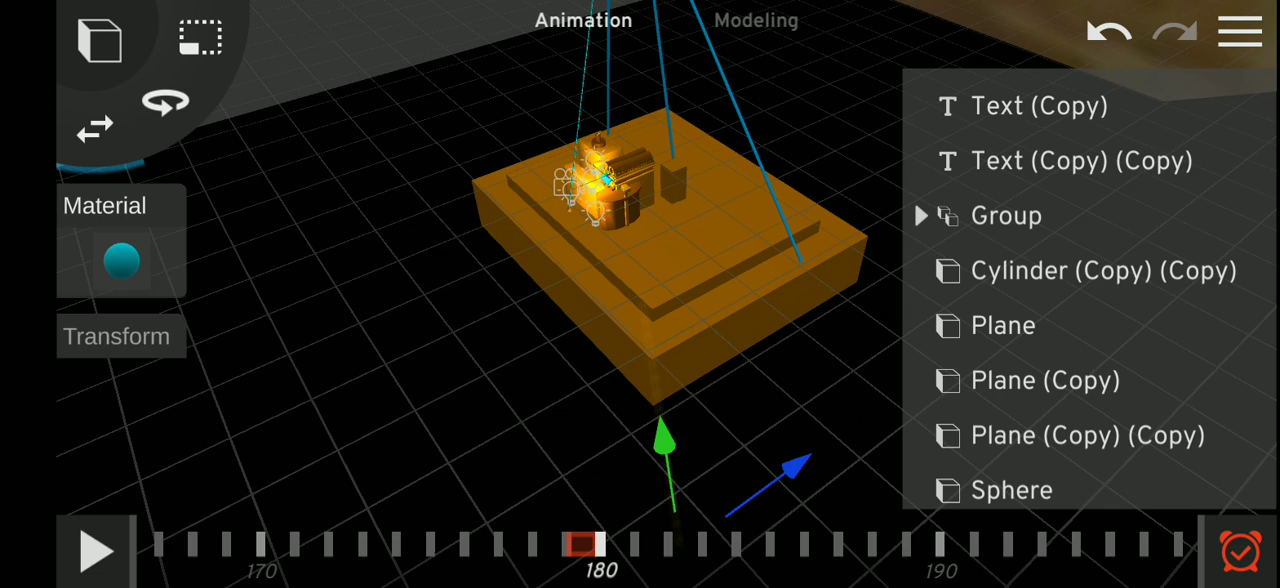 Animation
Modeling
Material
Transform
Text (Copy)
Text (Copy) (Copy)
Group
Cylinder (Copy) (Copy)
Plane
Plane (Copy)
Plane (Copy) (Copy)
Sphere
170
180
190